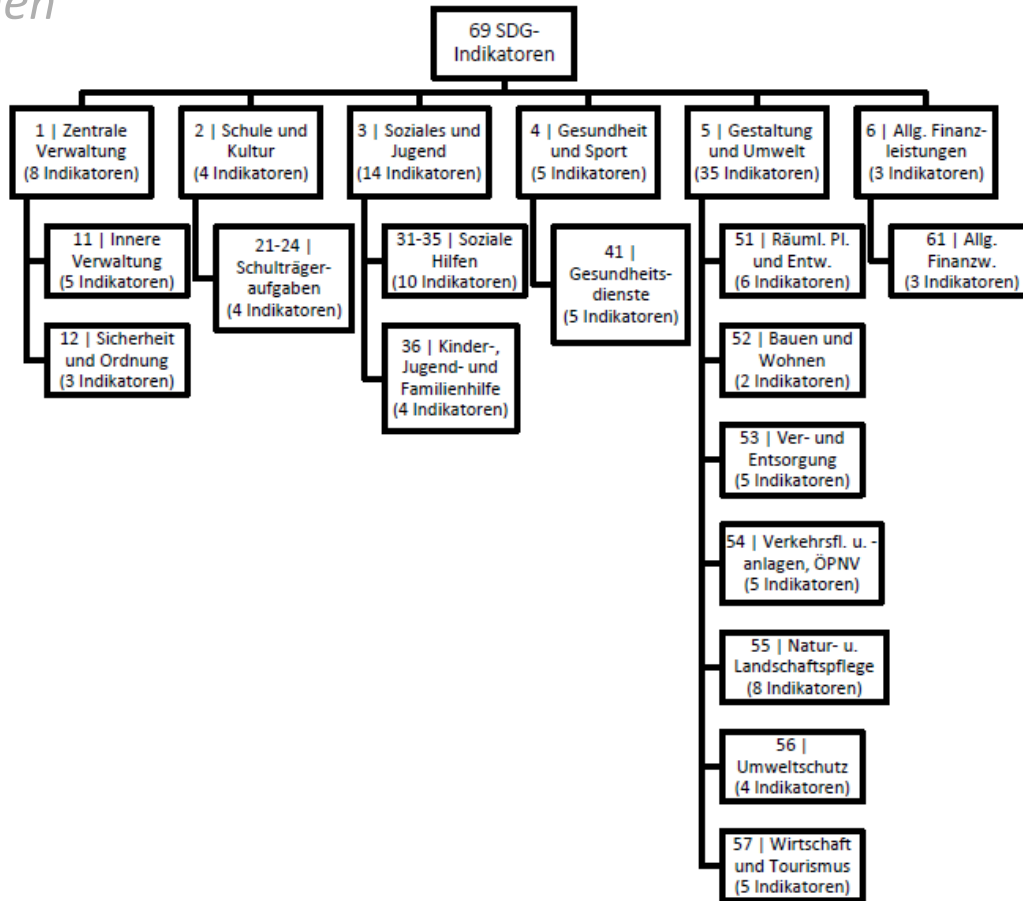 en
69 SDG-
Indikatoren
1 | Zentrale
Verwaltung
(8 Indikatoren)
2 | Schule und
Kultur
(4 Indikatoren)
3 | Soziales und
Jugend
(14 Indikatoren)
4 | Gesundheit
und Sport
(5 Indikatoren)
5 | Gestaltung
und Umwelt
(35 Indikatoren)
6 | Allg. Finanz-
leistungen
(3 Indikatoren)
11 | Innere
Verwaltung
(5 Indikatoren)
12 | Sicherheit
und Ordnung
(3 Indikatoren)
21-24 |
Schulträger-
aufgaben
(4 Indikatoren)
31-35 | Soziale
Hilfen
(10 Indikatoren)
36 | Kinder-,
Jugend- und
Familienhilfe
(4 Indikatoren)
41 |
Gesundheits-
dienste
(5 Indikatoren)
51 | Räuml. Pl.
und Entw.
(6 Indikatoren)
52 | Bauen und
Wohnen
(2 Indikatoren)
53 | Ver- und
Entsorgung
(5 Indikatoren)
54 | Verkehrsfl. u. -
anlagen, ÖPNV
(5 Indikatoren)
55 | Natur- u.
Landschaftspflege
(8 Indikatoren)
56 |
Umweltschutz
(4 Indikatoren)
57 | Wirtschaft
und Tourismus
(5 Indikatoren)
61 | Allg.
Finanzw.
(3 Indikatoren)